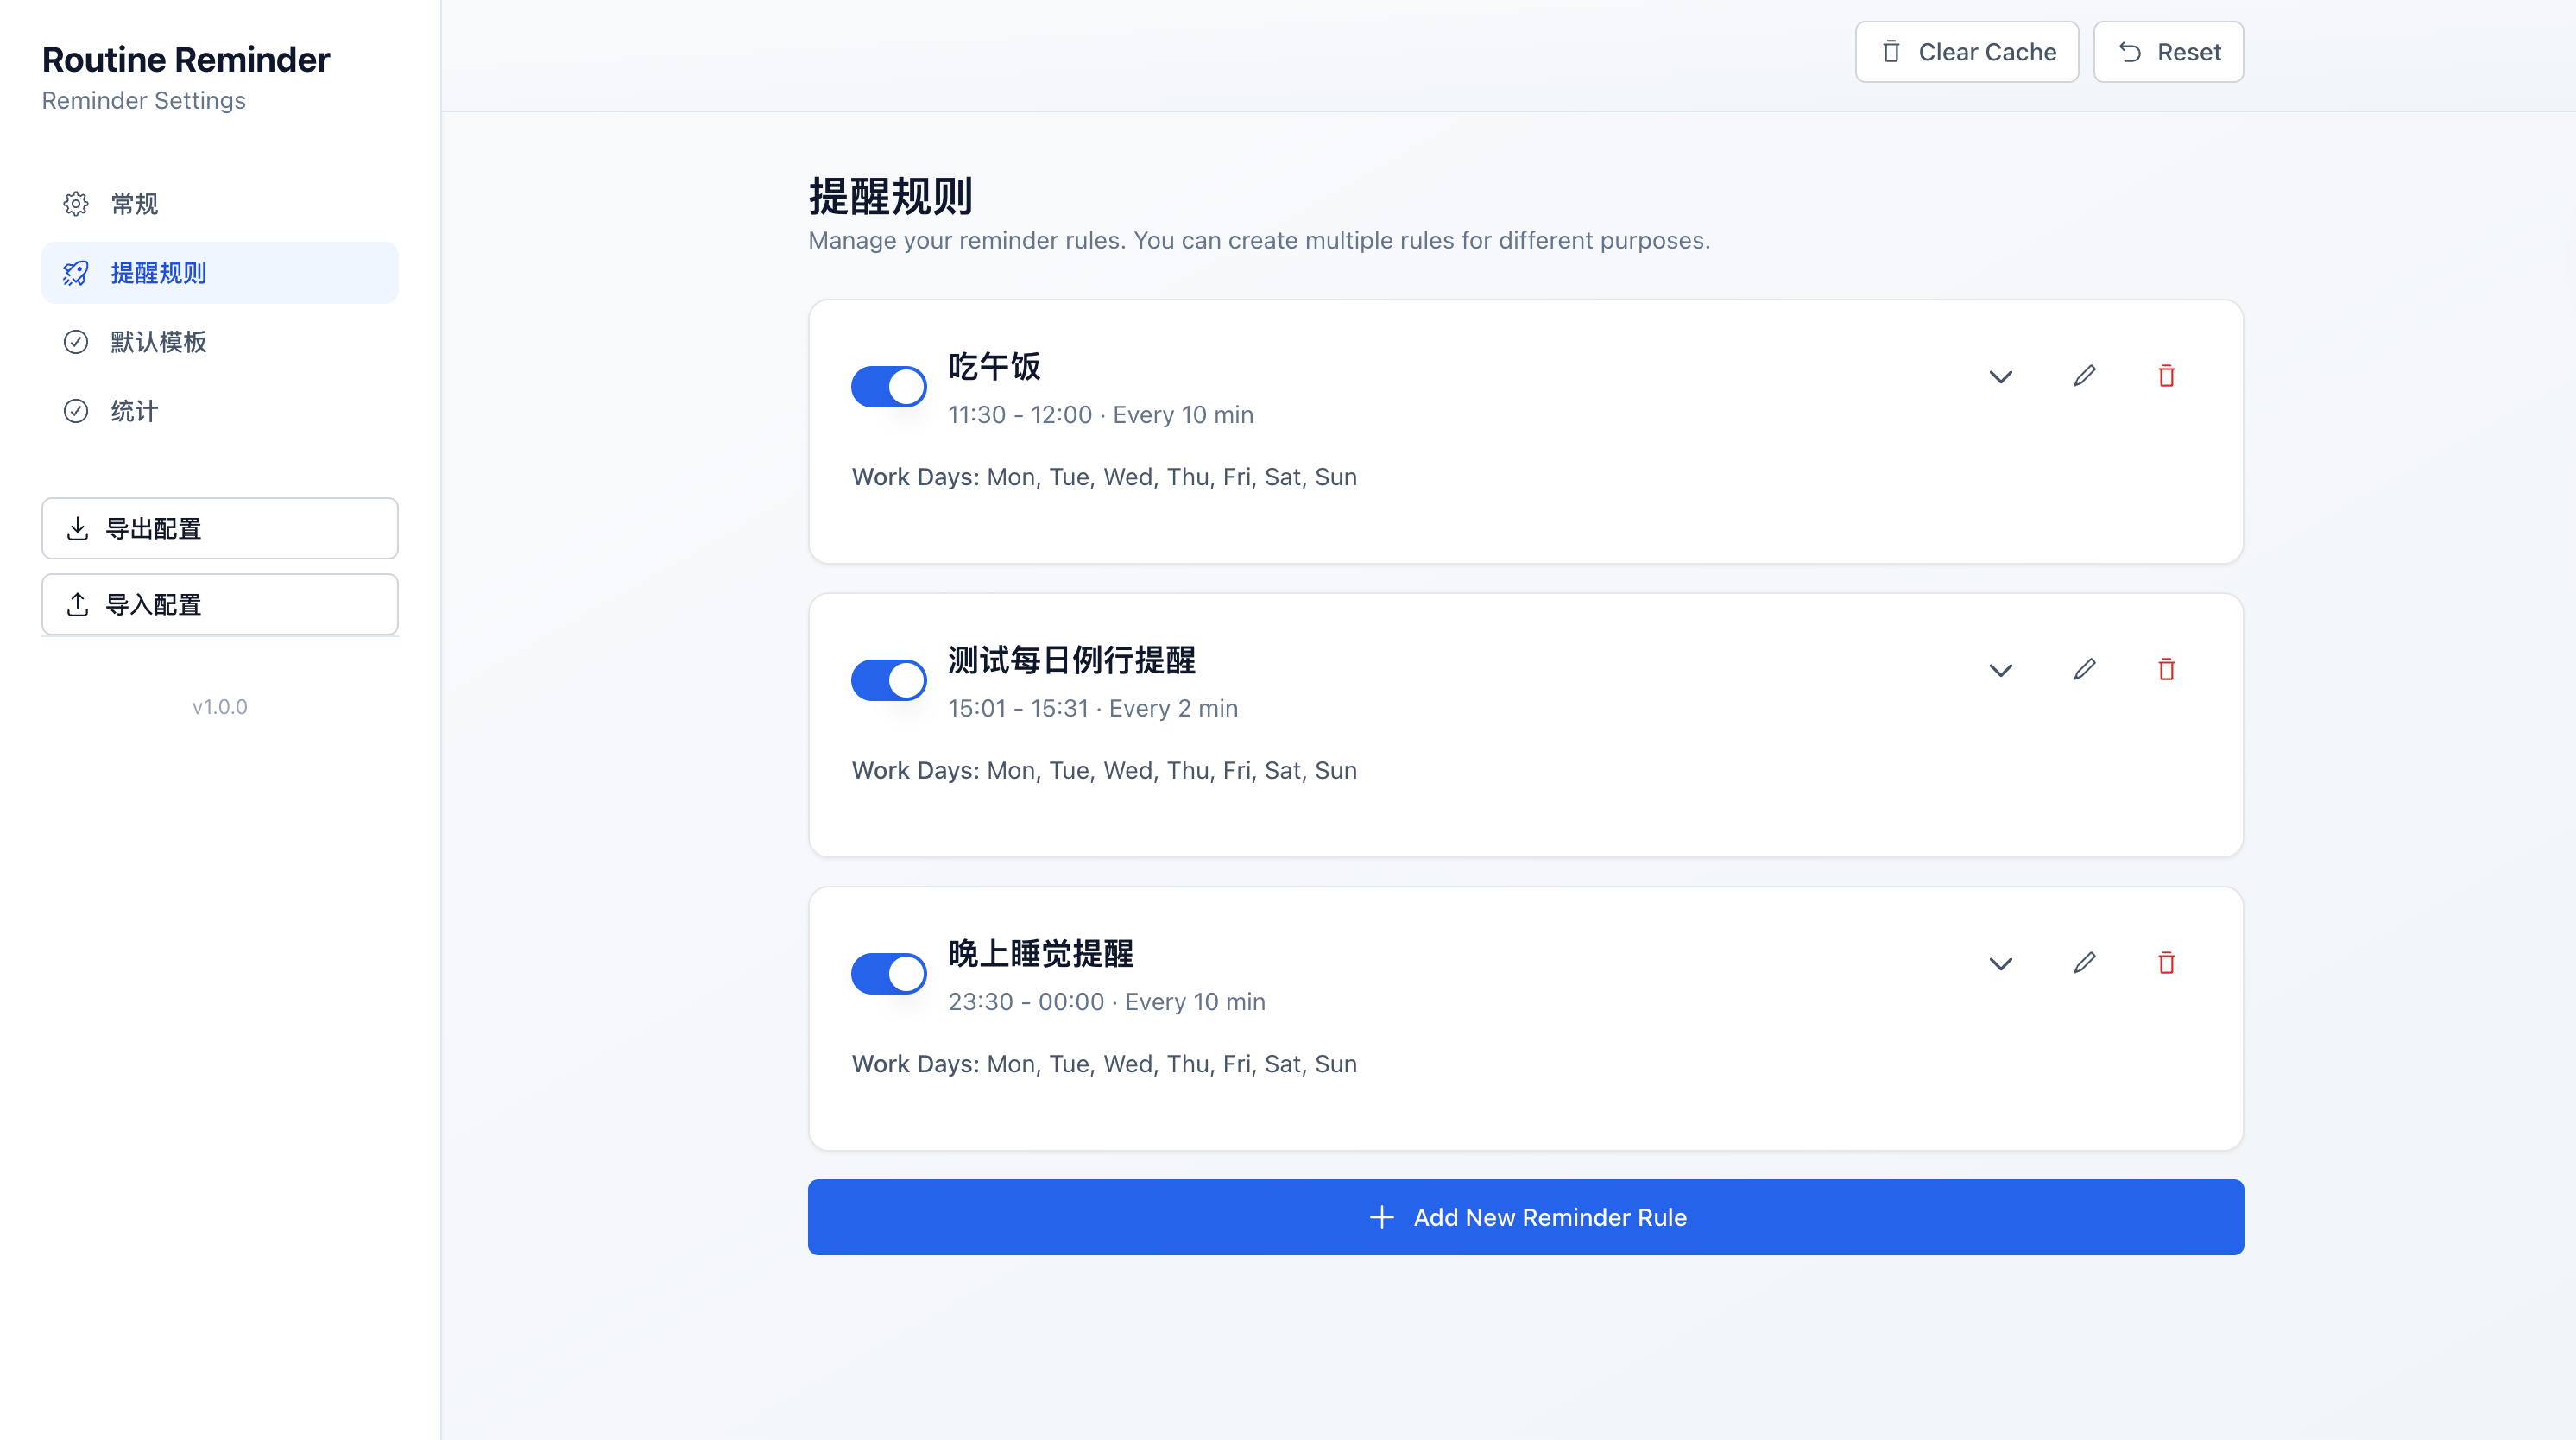 Routine Reminder
Reminder Settings
常规
提醒规则
默认模板
统计
导出配置
导入配置
v1.0.0
Clear Cache
Reset
提醒规则
Manage your reminder rules. You can create multiple rules for different purposes.
吃午饭
11:30 - 12:00 · Every 10 min
Work Days: Mon, Tue, Wed, Thu, Fri, Sat, Sun
测试每日例行提醒
15:01 - 15:31 · Every 2 min
Work Days: Mon, Tue, Wed, Thu, Fri, Sat, Sun
晚上睡觉提醒
23:30 - 00:00 · Every 10 min
Work Days: Mon, Tue, Wed, Thu, Fri, Sat, Sun
Add New Reminder Rule